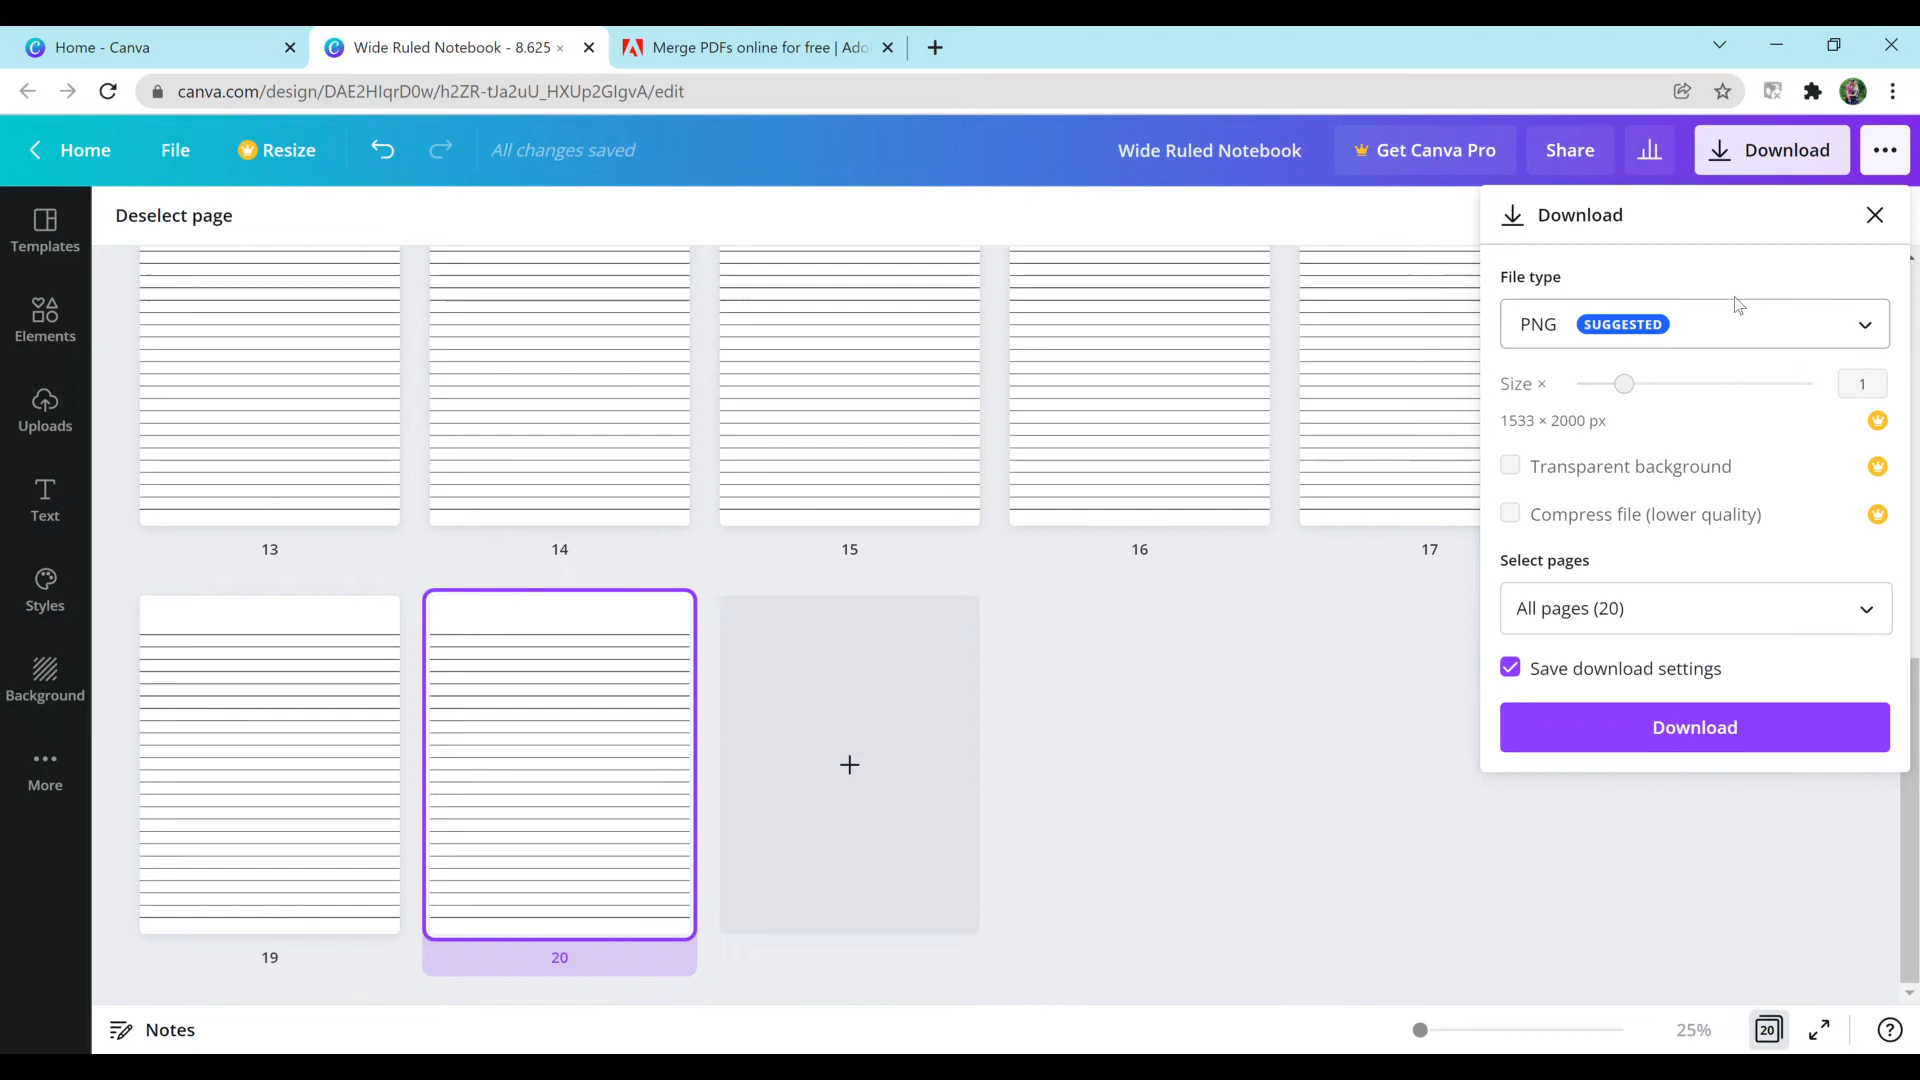 Home - Canva
Wide Ruled Notebook - 8.625 ×
Merge PDFs online for free | Ado
canva.com/design/DAE2HIqrD0w/h2ZR-tJa2uU_HXUp2GIgvA/edit
Home
File
Resize
All changes saved
Wide Ruled Notebook
Get Canva Pro
Share
Download
Templates
Elements
Uploads
Text
Styles
Background
More
Deselect page
13
14
15
16
17
19
20
Download
File type
PNG SUGGESTED
Size × 1
1533 × 2000 px
Transparent background
Compress file (lower quality)
Select pages
All pages (20)
Save download settings
Download
Notes
25%
20